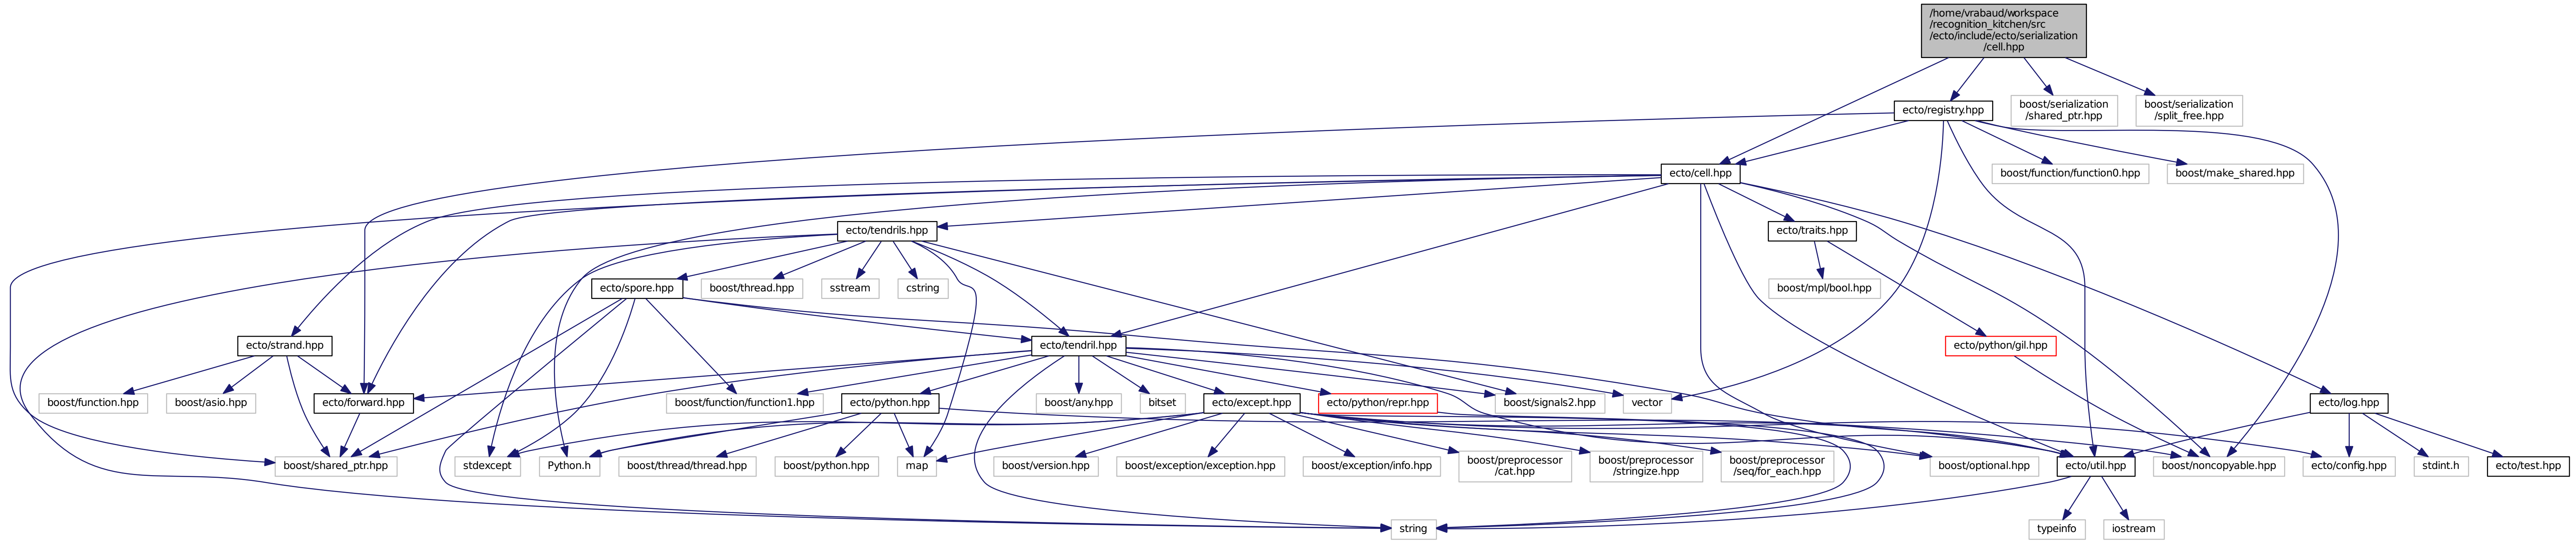 /home/vrabaud/workspace
/recognition_kitchen/src
/ecto/include/ecto/serialization
/cell.hpp
ecto/registry.hpp
boost/serialization
/shared_ptr.hpp
boost/serialization
/split_free.hpp
ecto/cell.hpp
boost/function/function0.hpp
boost/make_shared.hpp
ecto/tendrils.hpp
ecto/traits.hpp
ecto/spore.hpp
boost/thread.hpp
sstream
cstring
boost/mpl/bool.hpp
ecto/strand.hpp
ecto/tendril.hpp
ecto/python/gil.hpp
boost/function.hpp
boost/asio.hpp
ecto/forward.hpp
boost/function/function1.hpp
ecto/python.hpp
boost/any.hpp
bitset
ecto/except.hpp
ecto/python/repr.hpp
boost/signals2.hpp
vector
ecto/log.hpp
boost/shared_ptr.hpp
stdexcept
Python.h
boost/thread/thread.hpp
boost/python.hpp
map
boost/version.hpp
boost/exception/exception.hpp
boost/exception/info.hpp
boost/preprocessor
/cat.hpp
boost/preprocessor
/stringize.hpp
boost/preprocessor
/seq/for_each.hpp
boost/optional.hpp
ecto/util.hpp
boost/noncopyable.hpp
ecto/config.hpp
stdint.h
ecto/test.hpp
string
typeinfo
iostream